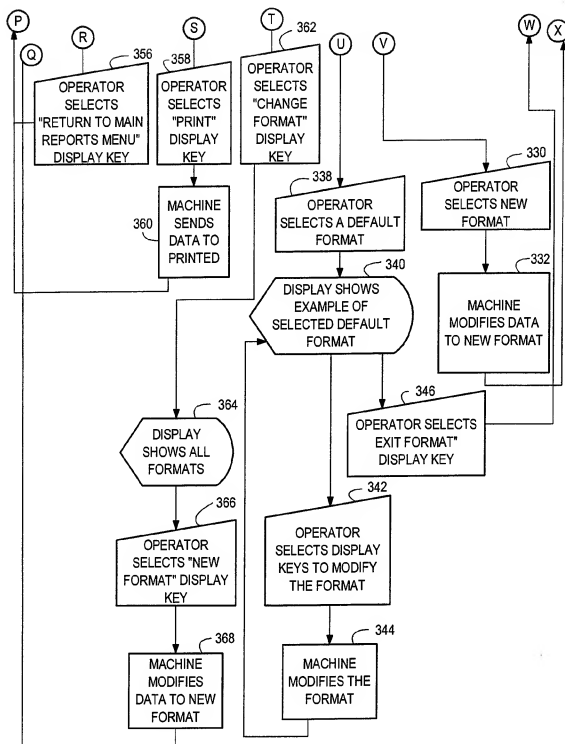 P
Q
R
S
T
U
V
W
X
356
OPERATOR
SELECTS
"RETURN TO MAIN
REPORTS MENU"
DISPLAY KEY
358
OPERATOR
SELECTS
"PRINT"
DISPLAY
KEY
362
OPERATOR
SELECTS
"CHANGE
FORMAT"
DISPLAY
KEY
360
MACHINE
SENDS
DATA TO
PRINTED
338
OPERATOR
SELECTS A DEFAULT
FORMAT
330
OPERATOR
SELECTS NEW
FORMAT
340
DISPLAY SHOWS
EXAMPLE OF
SELECTED DEFAULT
FORMAT
332
MACHINE
MODIFIES DATA
TO NEW FORMAT
346
OPERATOR SELECTS
EXIT FORMAT"
DISPLAY KEY
364
DISPLAY
SHOWS ALL
FORMATS
366
OPERATOR
SELECTS "NEW
FORMAT" DISPLAY
KEY
342
OPERATOR
SELECTS DISPLAY
KEYS TO MODIFY
THE FORMAT
368
MACHINE
MODIFIES
DATA TO NEW
FORMAT
344
MACHINE
MODIFIES THE
FORMAT